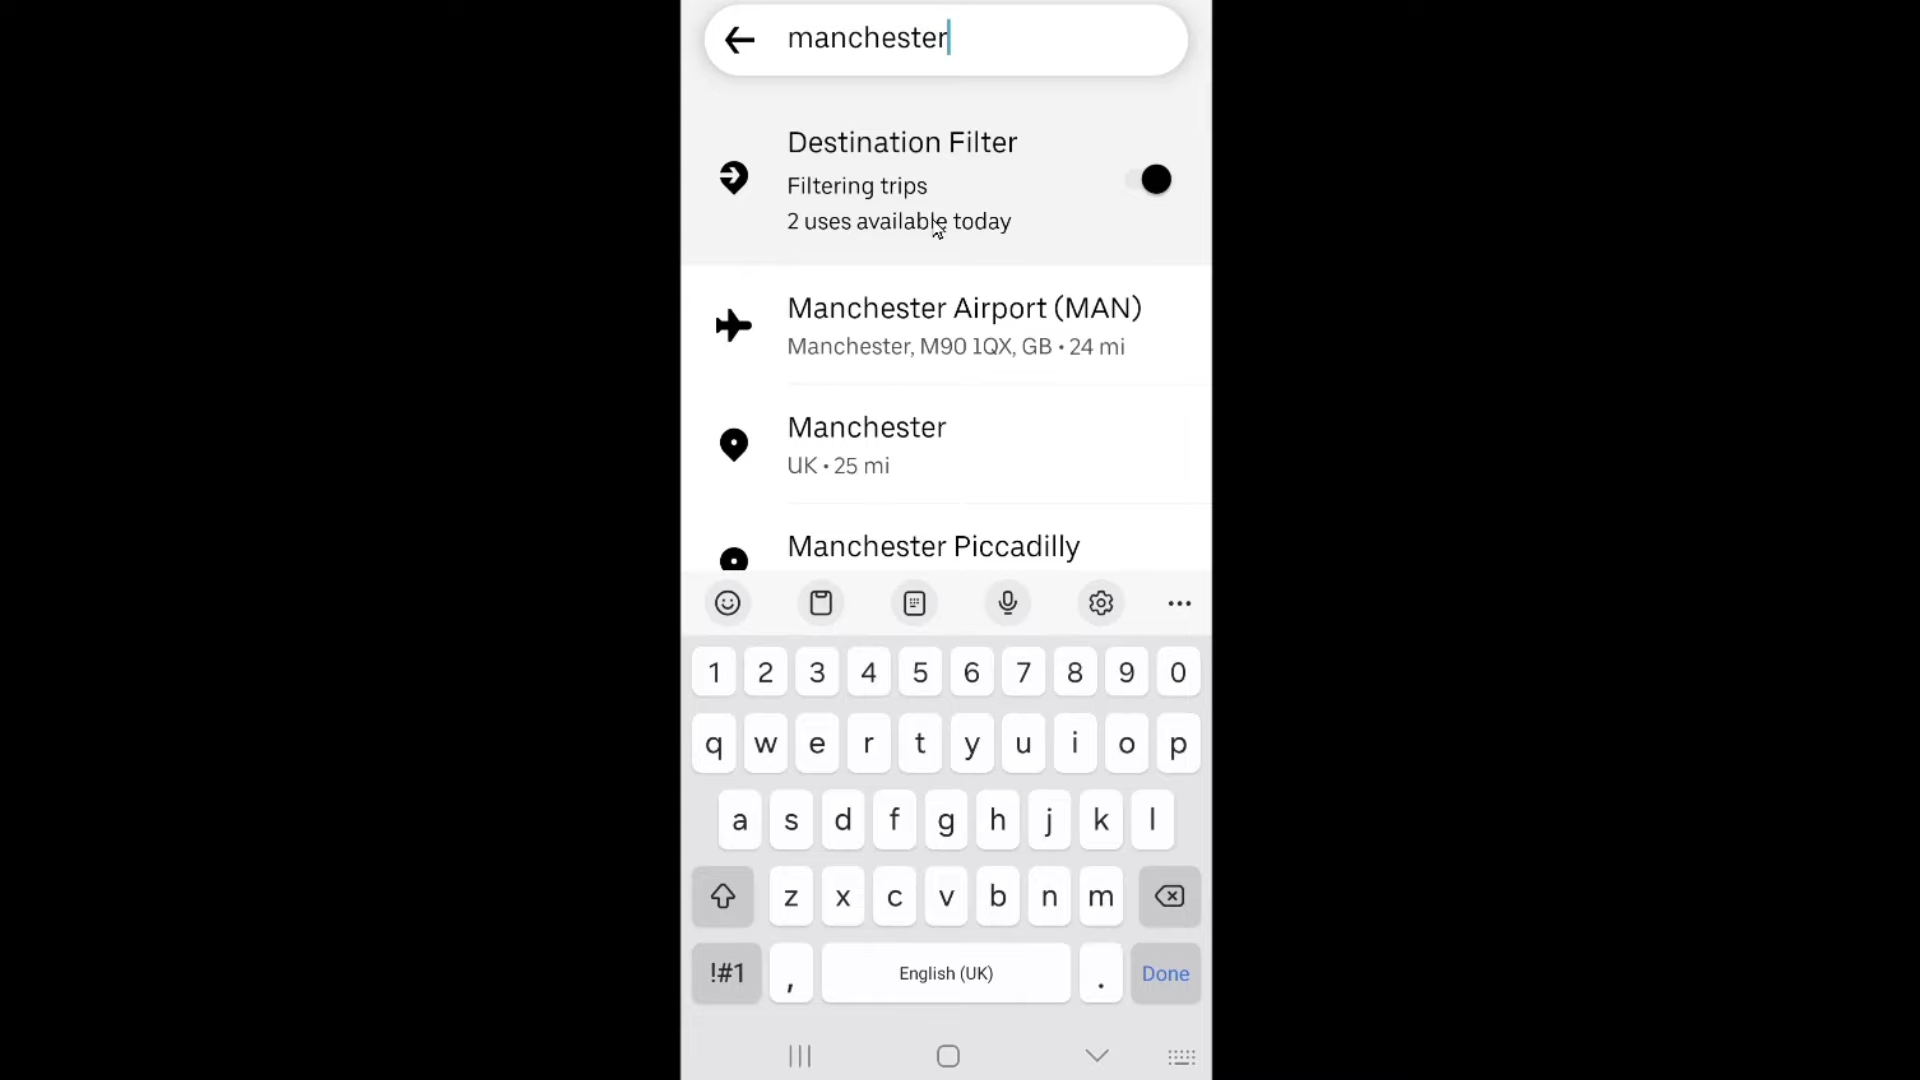 manchester
Destination Filter
Filtering trips
2 uses available today
Manchester Airport (MAN)
Manchester, M90 1QX, GB • 24 mi
Manchester
UK • 25 mi
Manchester Piccadilly
1 2 3 4 5 6 7 8 9 0
q w e r t y u i o p
a s d f g h j k l
z x c v b n m
!#1 , English (UK) . Done